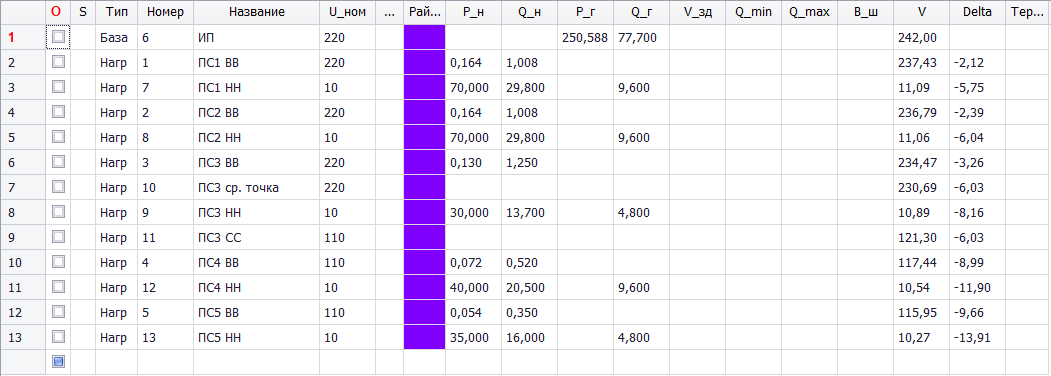 O S Тип Номер Название U_ном ... Рай... P_н Q_н P_г Q_г V_зд Q_min Q_max B_ш V Delta Тер...
1 База 6 ИП 220 250,588 77,700 242,00
2 Нагр 1 ПС1 ВВ 220 0,164 1,008 237,43 -2,12
3 Нагр 7 ПС1 НН 10 70,000 29,800 9,600 11,09 -5,75
4 Нагр 2 ПС2 ВВ 220 0,164 1,008 236,79 -2,39
5 Нагр 8 ПС2 НН 10 70,000 29,800 9,600 11,06 -6,04
6 Нагр 3 ПС3 ВВ 220 0,130 1,250 234,47 -3,26
7 Нагр 10 ПС3 ср. точка 220 230,69 -6,03
8 Нагр 9 ПС3 НН 10 30,000 13,700 4,800 10,89 -8,16
9 Нагр 11 ПС3 СС 110 121,30 -6,03
10 Нагр 4 ПС4 ВВ 110 0,072 0,520 117,44 -8,99
11 Нагр 12 ПС4 НН 10 40,000 20,500 9,600 10,54 -11,90
12 Нагр 5 ПС5 ВВ 110 0,054 0,350 115,95 -9,66
13 Нагр 13 ПС5 НН 10 35,000 16,000 4,800 10,27 -13,91